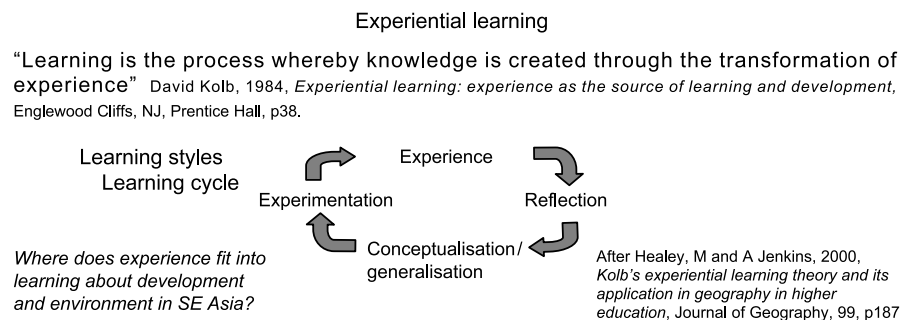 Experiential learning
“Learning is the process whereby knowledge is created through the transformation of
experience” David Kolb, 1984, Experiential learning: experience as the source of learning and development,
Englewood Cliffs, NJ, Prentice Hall, p38.
Learning styles
Learning cycle
Experience
Experimentation
Reflection
Conceptualisation/
generalisation
Where does experience fit into
learning about development
and environment in SE Asia?
After Healey, M and A Jenkins, 2000,
Kolb’s experiential learning theory and its
application in geography in higher
education, Journal of Geography, 99, p187